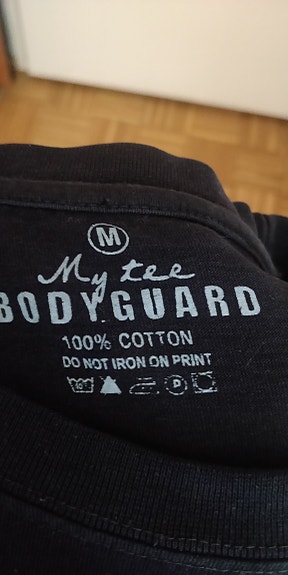 M
My tee
BODYGUARD
100% COTTON
DO NOT IRON ON PRINT
P